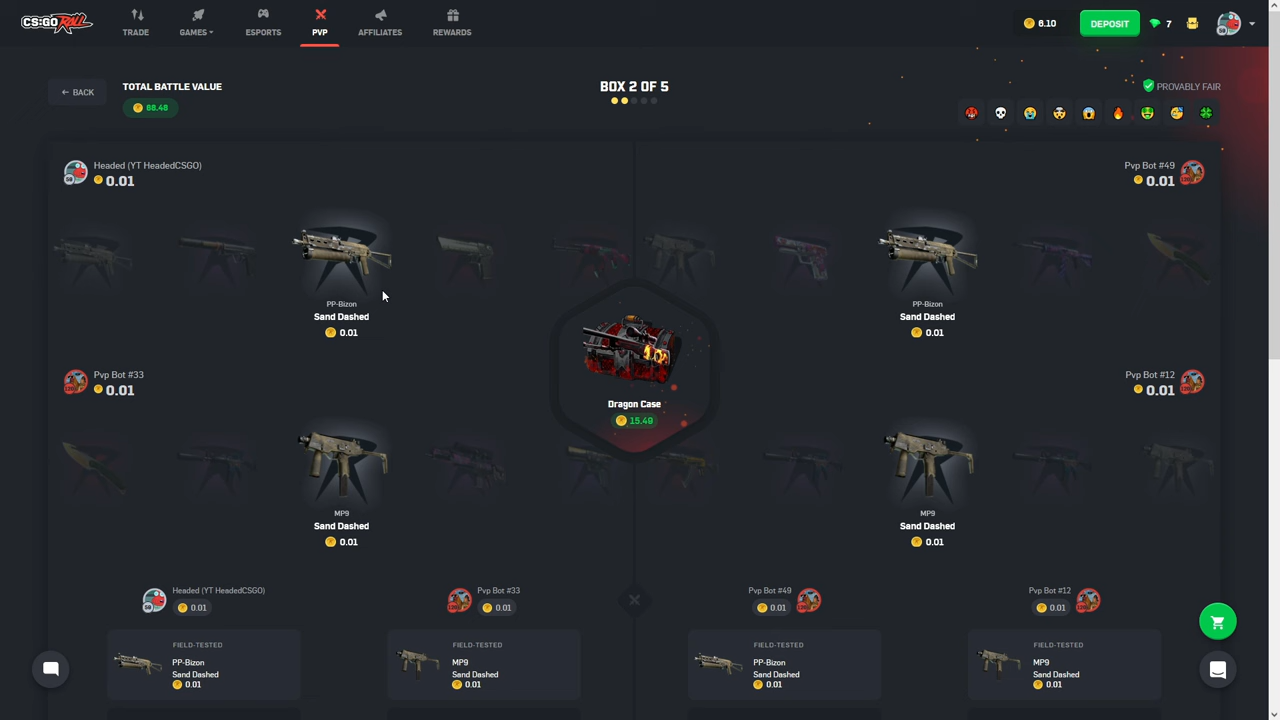 CS:GO ROLL
TRADE
GAMES
ESPORTS
PVP
AFFILIATES
REWARDS
6.10
DEPOSIT
7
← BACK
TOTAL BATTLE VALUE
68.48
BOX 2 OF 5
PROVABLY FAIR
Headed (YT HeadedCSGO)
0.01
Pvp Bot #49
0.01
PP-Bizon
Sand Dashed
0.01
PP-Bizon
Sand Dashed
0.01
Dragon Case
15.49
Pvp Bot #33
0.01
Pvp Bot #12
0.01
MP9
Sand Dashed
0.01
MP9
Sand Dashed
0.01
Headed (YT HeadedCSGO)
0.01
Pvp Bot #33
0.01
Pvp Bot #49
0.01
Pvp Bot #12
0.01
FIELD-TESTED
PP-Bizon
Sand Dashed
0.01
FIELD-TESTED
MP9
Sand Dashed
0.01
FIELD-TESTED
PP-Bizon
Sand Dashed
0.01
FIELD-TESTED
MP9
Sand Dashed
0.01